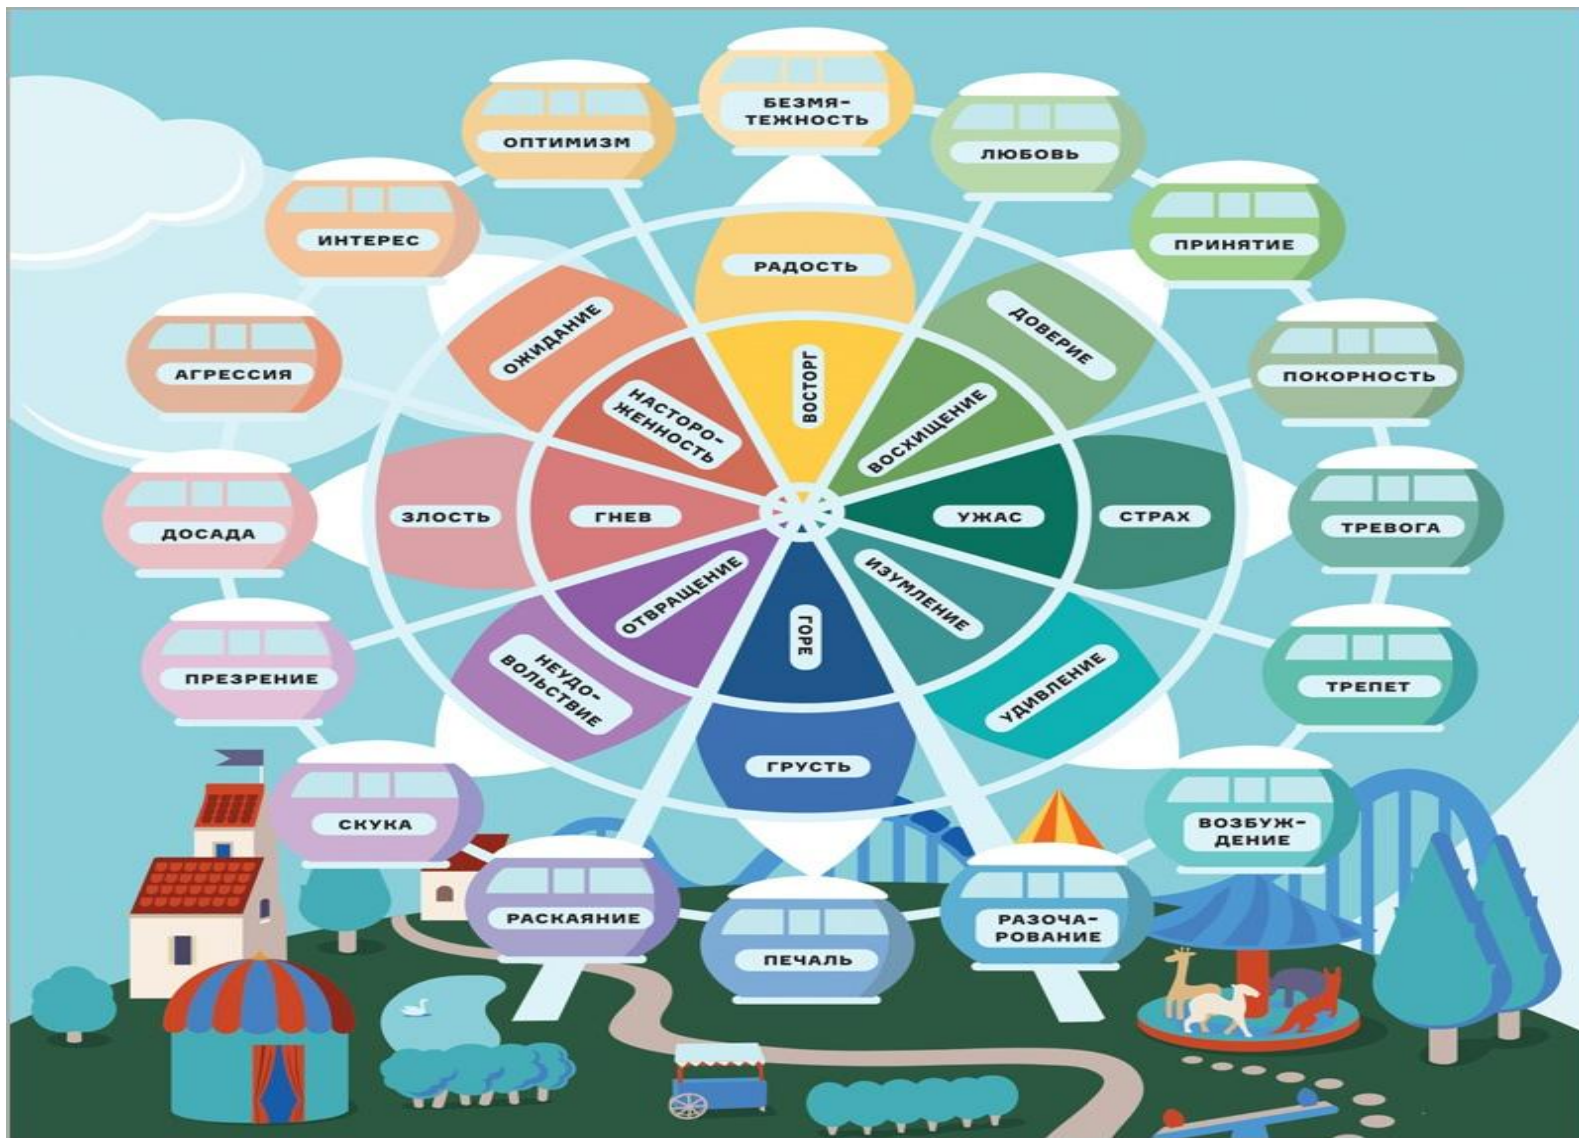 БЕЗМЯ-
ТЕЖНОСТЬ
ОПТИМИЗМ
ЛЮБОВЬ
ИНТЕРЕС
ПРИНЯТИЕ
РАДОСТЬ
ОЖИДАНИЕ
ДОВЕРИЕ
АГРЕССИЯ
ПОКОРНОСТЬ
НАСТОРО-
ЖЕННОСТЬ
ВОСТОРГ
ВОСХИЩЕНИЕ
ДОСАДА
ЗЛОСТЬ
ГНЕВ
УЖАС
СТРАХ
ТРЕВОГА
ОТВРАЩЕНИЕ
ГОРЕ
ИЗУМЛЕНИЕ
ПРЕЗРЕНИЕ
НЕУДО-
ВОЛЬСТВИЕ
УДИВЛЕНИЕ
ТРЕПЕТ
ГРУСТЬ
СКУКА
ВОЗБУЖ-
ДЕНИЕ
РАСКАЯНИЕ
ПЕЧАЛЬ
РАЗОЧА-
РОВАНИЕ